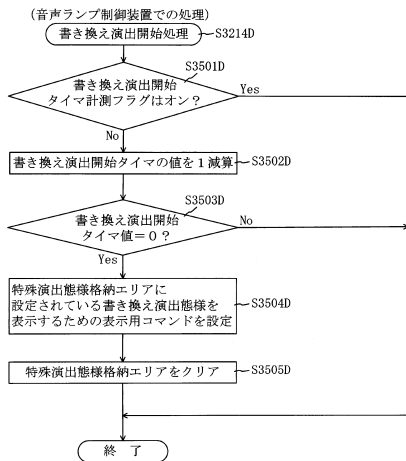 (音声ランプ制御装置での処理)
書き換え演出開始処理
S3214D
S3501D
書き換え演出開始
タイマ計測フラグはオン？
Yes
No
書き換え演出開始タイマの値を1減算
S3502D
S3503D
書き換え演出開始
タイマ値＝0？
No
Yes
特殊演出態様格納エリアに
設定されている書き換え演出態様を
表示するための表示用コマンドを設定
S3504D
特殊演出態様格納エリアをクリア
S3505D
終 了